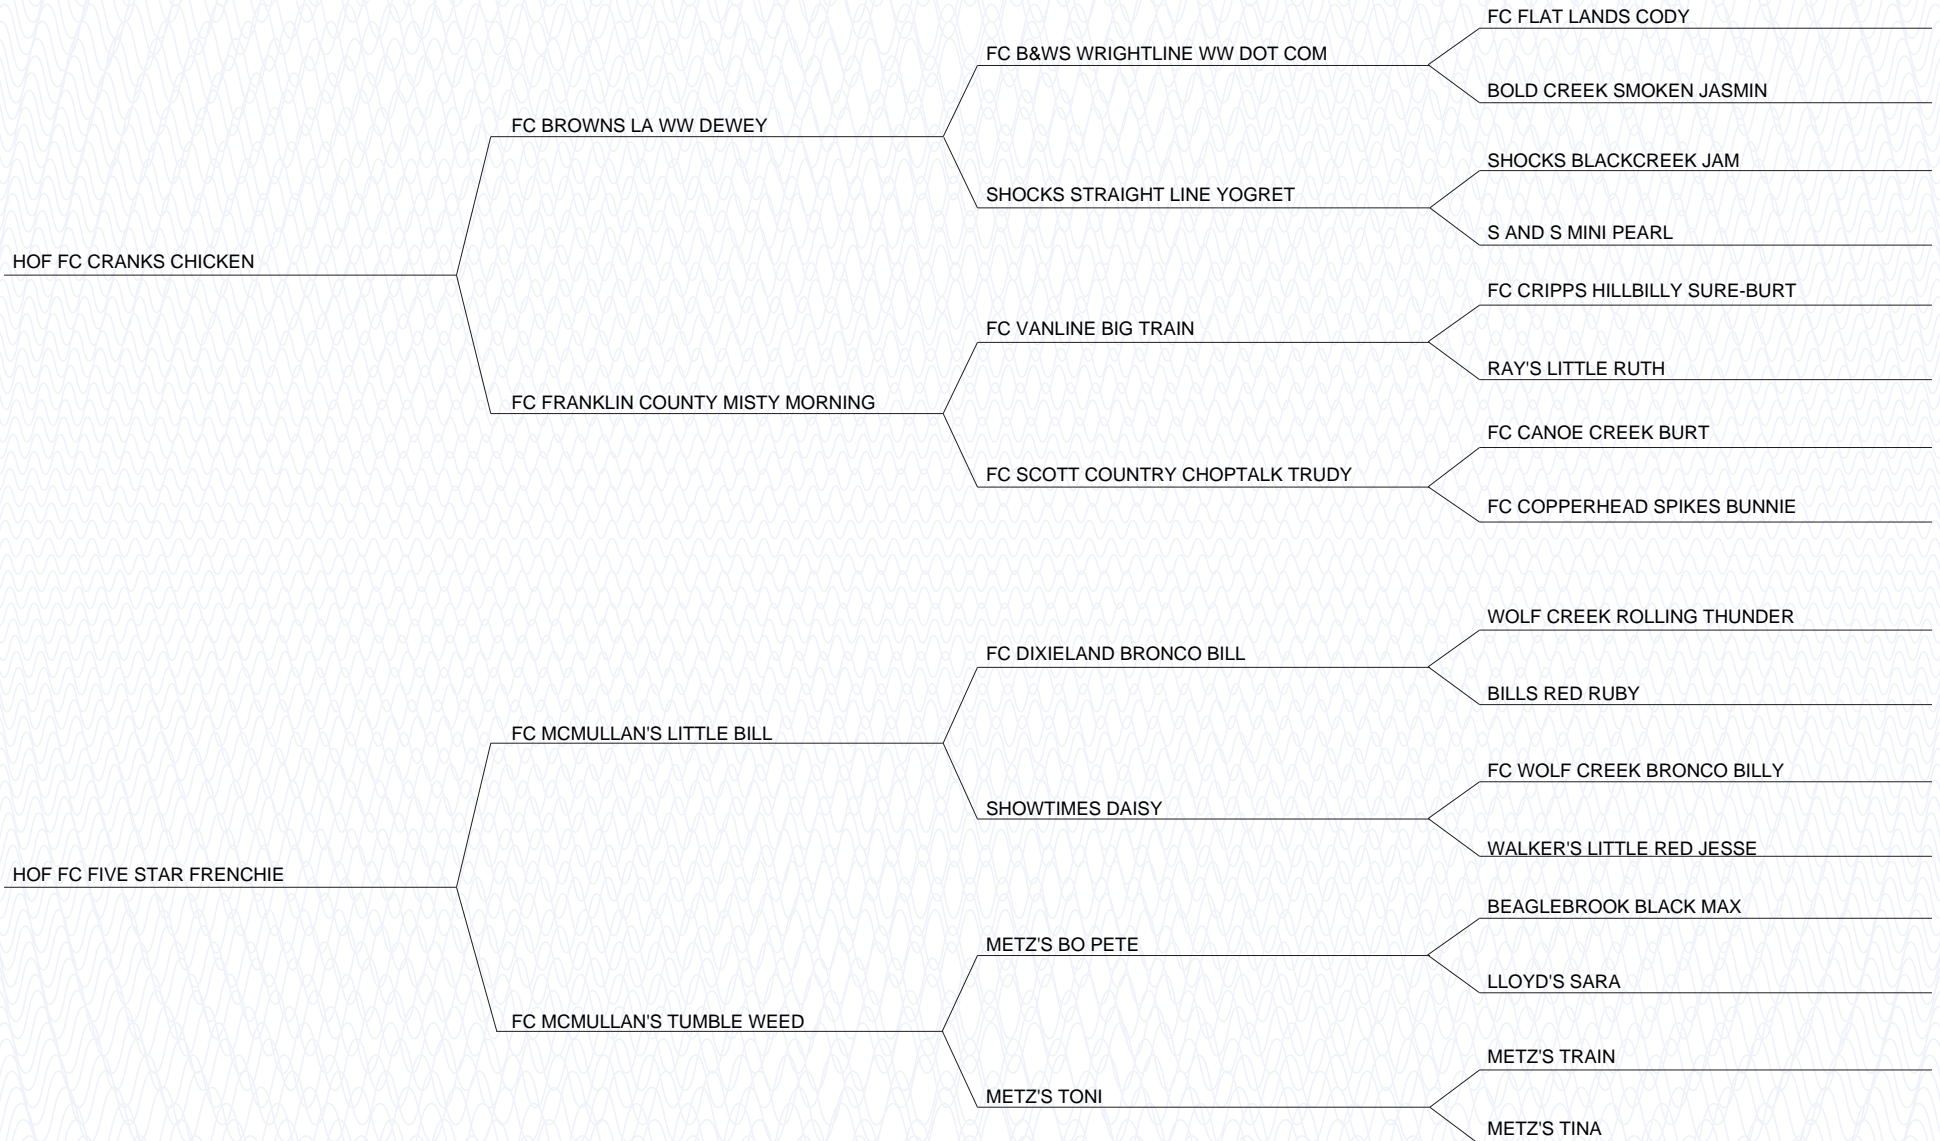 FC FLAT LANDS CODY
FC B&WS WRIGHTLINE WW DOT COM
BOLD CREEK SMOKEN JASMIN
FC BROWNS LA WW DEWEY
SHOCKS BLACKCREEK JAM
SHOCKS STRAIGHT LINE YOGRET
S AND S MINI PEARL
HOF FC CRANKS CHICKEN
FC CRIPPS HILLBILLY SURE-BURT
FC VANLINE BIG TRAIN
RAY'S LITTLE RUTH
FC FRANKLIN COUNTY MISTY MORNING
FC CANOE CREEK BURT
FC SCOTT COUNTRY CHOPTALK TRUDY
FC COPPERHEAD SPIKES BUNNIE
WOLF CREEK ROLLING THUNDER
FC DIXIELAND BRONCO BILL
BILLS RED RUBY
FC MCMULLAN'S LITTLE BILL
FC WOLF CREEK BRONCO BILLY
SHOWTIMES DAISY
WALKER'S LITTLE RED JESSE
HOF FC FIVE STAR FRENCHIE
BEAGLEBROOK BLACK MAX
METZ'S BO PETE
LLOYD'S SARA
FC MCMULLAN'S TUMBLE WEED
METZ'S TRAIN
METZ'S TONI
METZ'S TINA